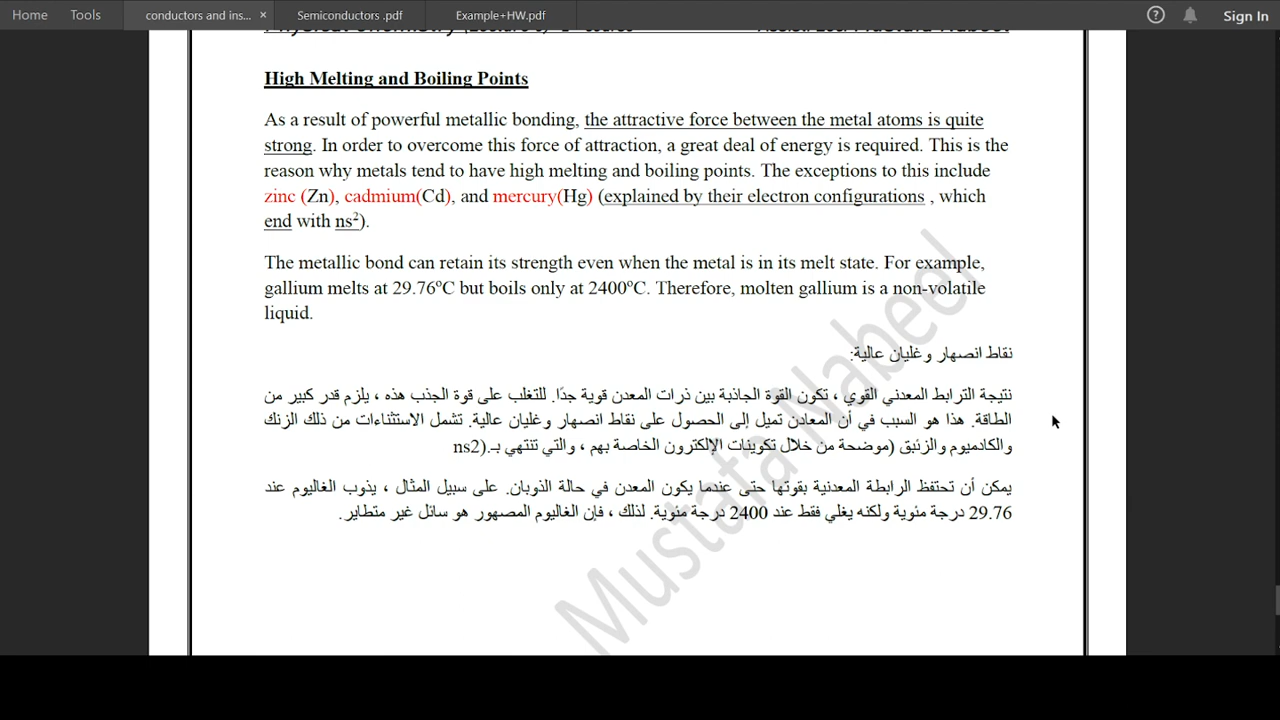 Home Tools conductors and ins... × Semiconductors .pdf Example+HW.pdf ? Sign In
High Melting and Boiling Points
As a result of powerful metallic bonding, the attractive force between the metal atoms is quite
strong. In order to overcome this force of attraction, a great deal of energy is required. This is the
reason why metals tend to have high melting and boiling points. The exceptions to this include
zinc (Zn), cadmium(Cd), and mercury(Hg) (explained by their electron configurations , which
end with ns²).
The metallic bond can retain its strength even when the metal is in its melt state. For example,
gallium melts at 29.76°C but boils only at 2400°C. Therefore, molten gallium is a non-volatile
liquid.
نقاط انصهار وغليان عالية:
نتيجة الترابط المعدني القوي ، تكون القوة الجاذبة بين ذرات المعدن قوية جدًا. للتغلب على قوة الجذب هذه ، يلزم قدر كبير من
الطاقة. هذا هو السبب في أن المعادن تميل إلى الحصول على نقاط انصهار وغليان عالية. تشمل الاستثناءات من ذلك الزنك
والكادميوم والزئبق (موضحة من خلال تكوينات الإلكترون الخاصة بهم ، والتي تنتهي بـ.(ns2
يمكن أن تحتفظ الرابطة المعدنية بقوتها حتى عندما يكون المعدن في حالة الذوبان. على سبيل المثال ، يذوب الغاليوم عند
29.76 درجة مئوية ولكنه يغلي فقط عند 2400 درجة مئوية. لذلك ، فإن الغاليوم المصهور هو سائل غير متطاير.
Mustafa Nabeel